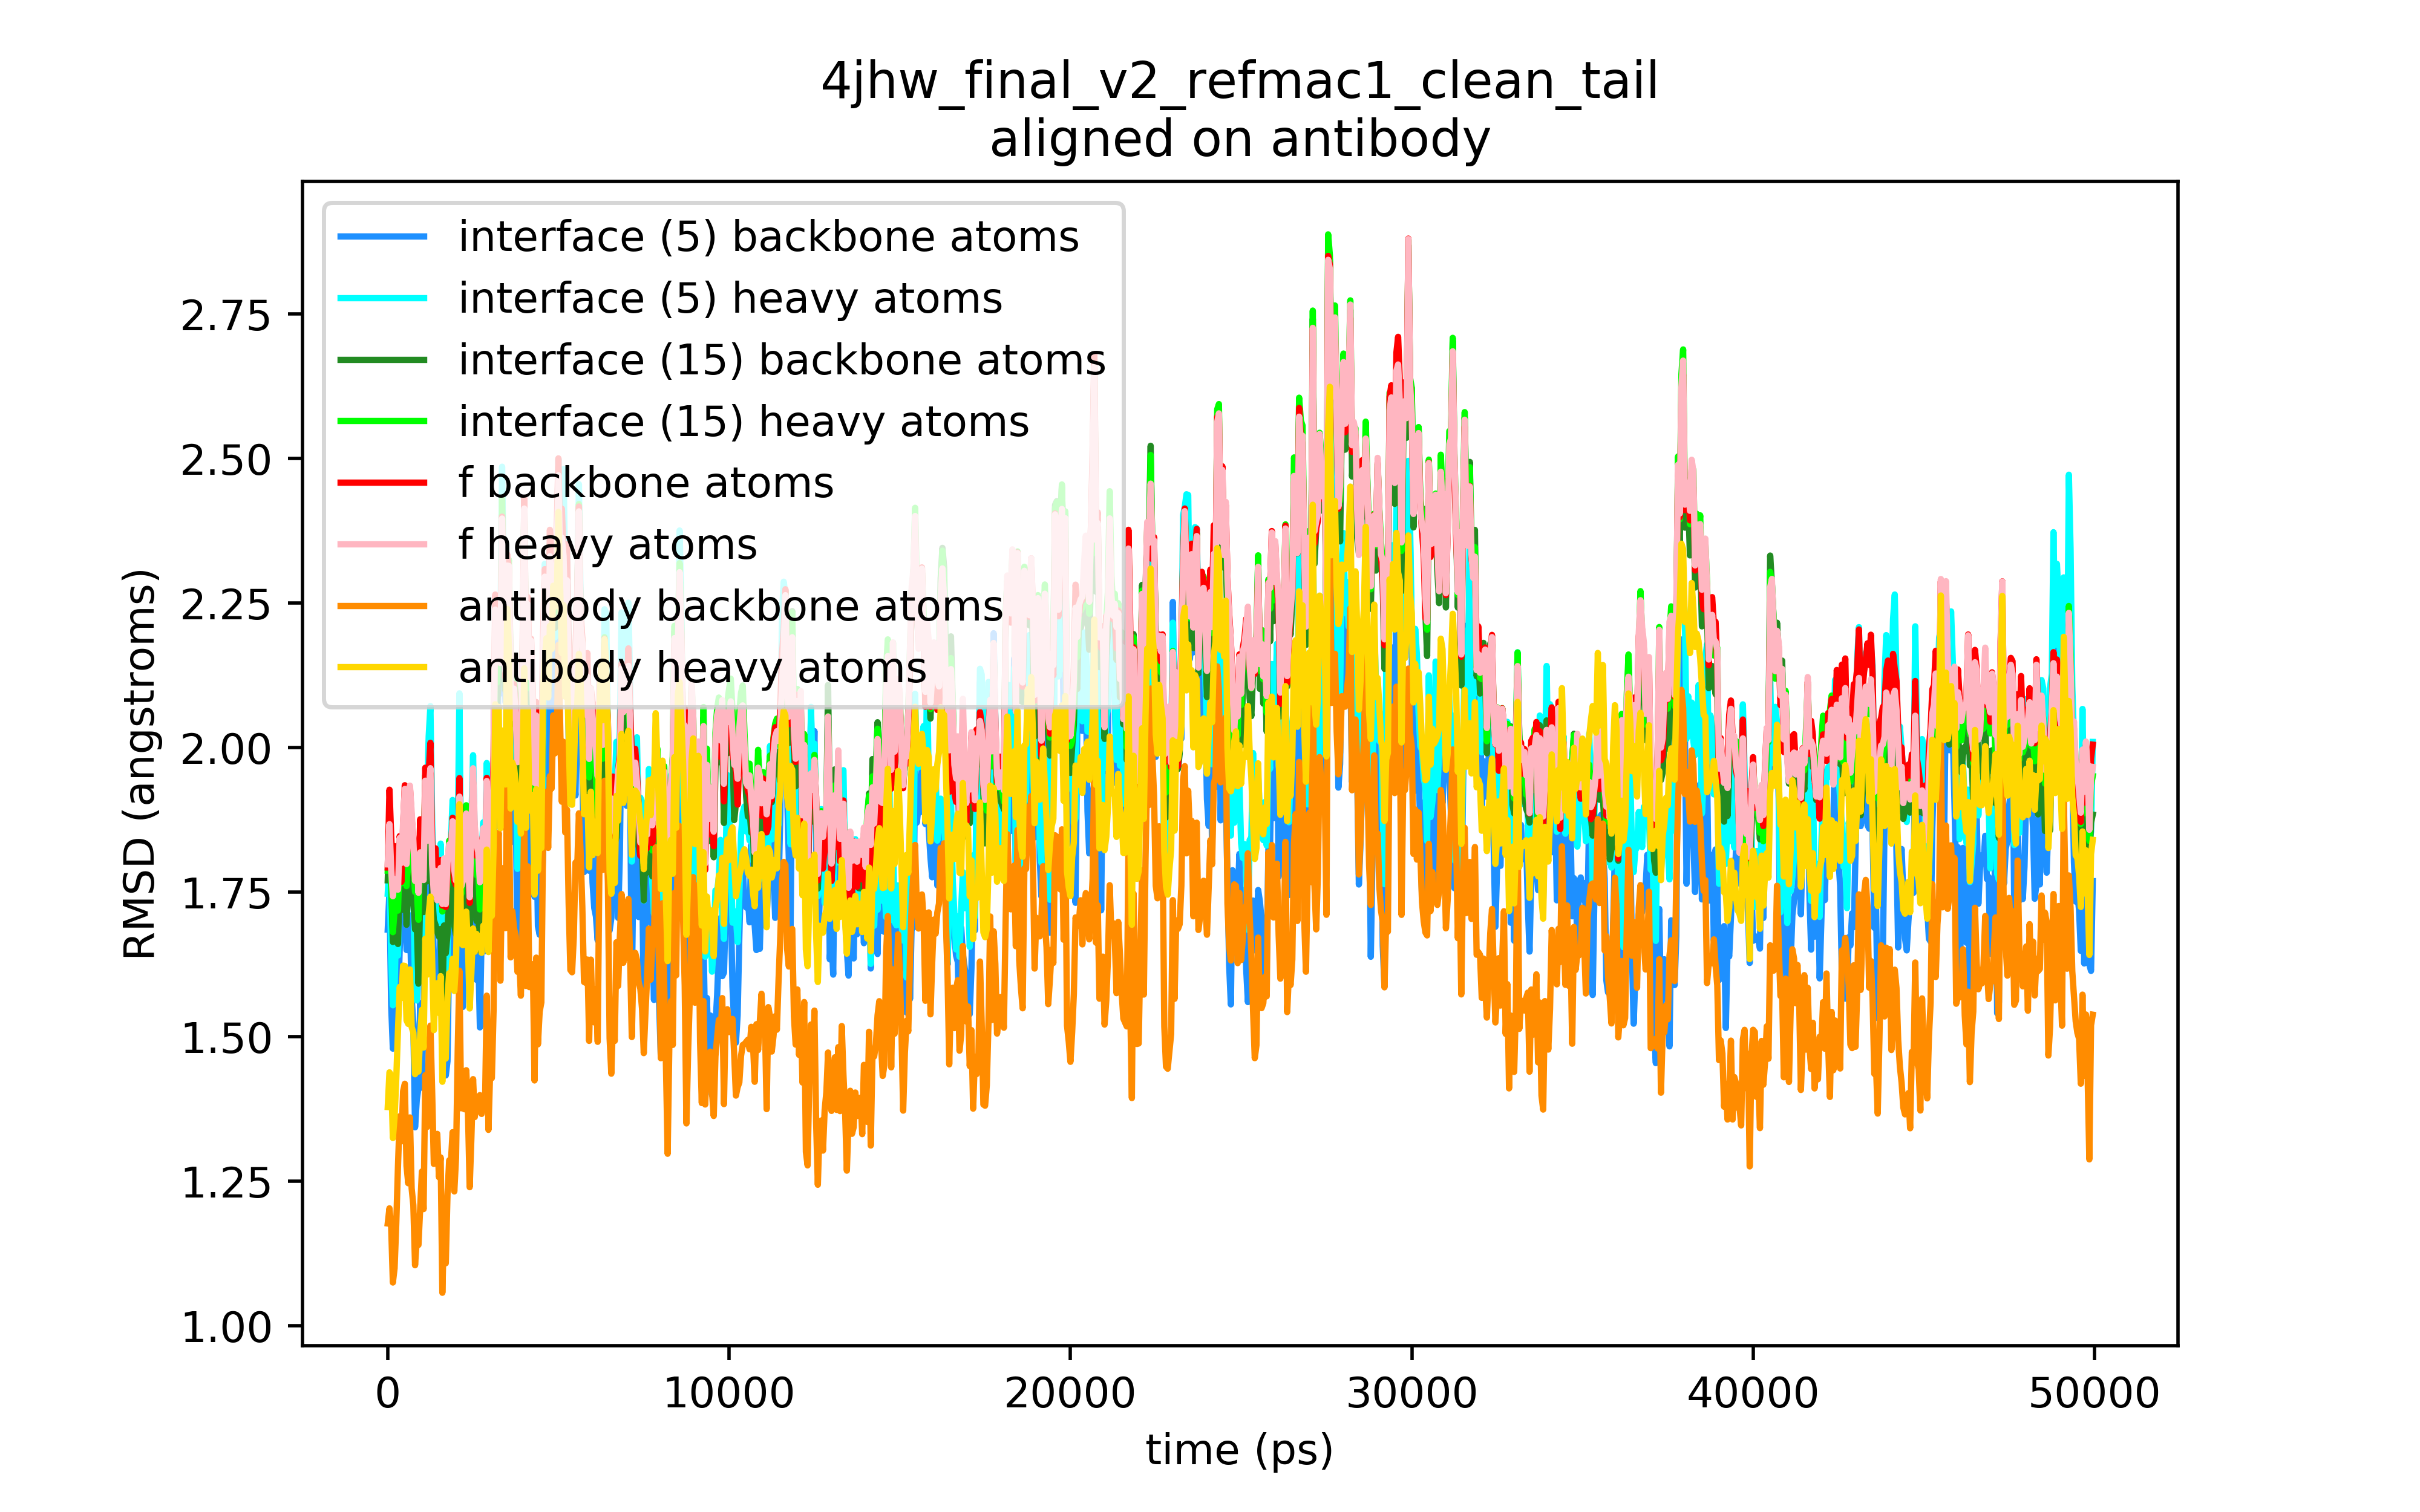 4jhw_final_v2_refmac1_clean_tail
aligned on antibody
interface (5) backbone atoms
interface (5) heavy atoms
interface (15) backbone atoms
interface (15) heavy atoms
f backbone atoms
f heavy atoms
antibody backbone atoms
antibody heavy atoms
RMSD (angstroms)
2.75
2.50
2.25
2.00
1.75
1.50
1.25
1.00
0 10000 20000 30000 40000 50000
time (ps)